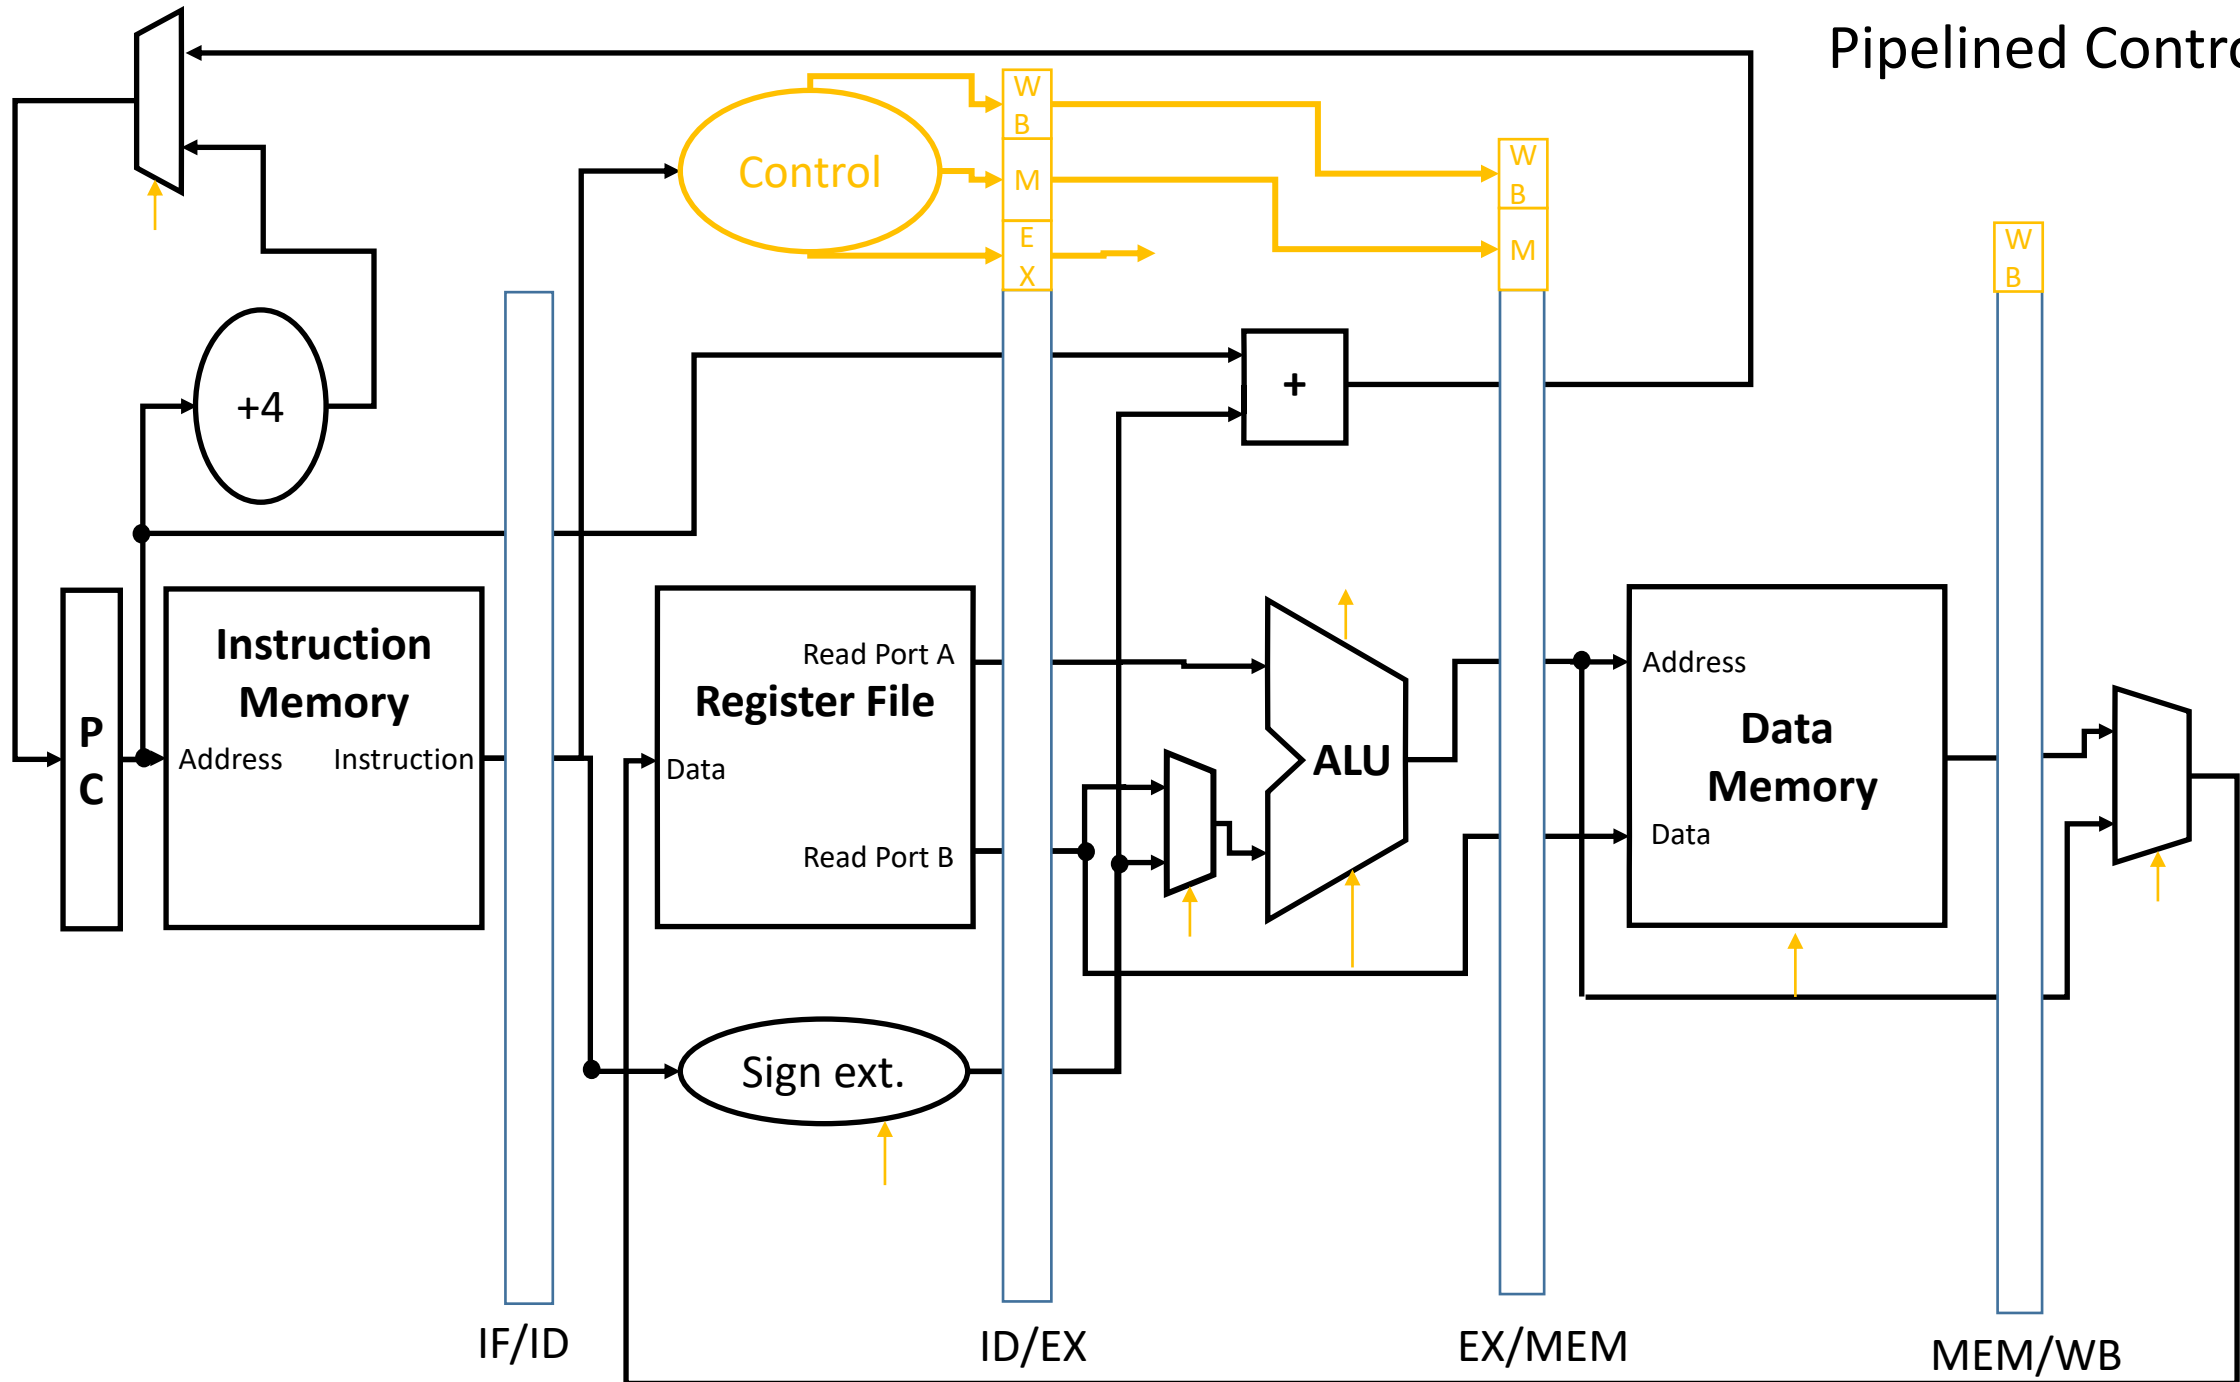 Pipelined Contro
W
B
M
E
X
Control
W
B
M
W
B
+4
+
Instruction
Memory
Address
Instruction
P
C
Read Port A
Register File
Data
Read Port B
ALU
Address
Data
Memory
Data
Sign ext.
IF/ID
ID/EX
EX/MEM
MEM/WB